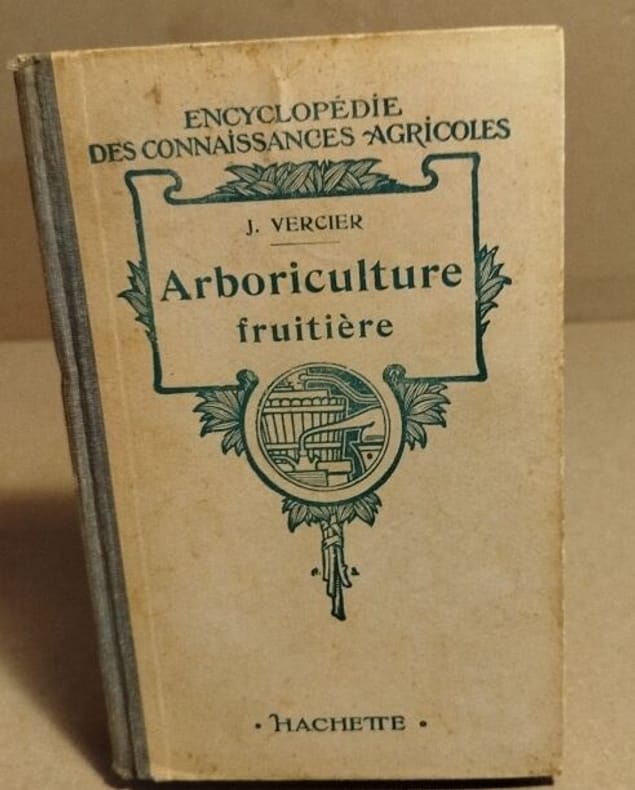 ENCYCLOPÉDIE
DES CONNAISSANCES AGRICOLES
J. VERCIER
Arboriculture
fruitière
• HACHETTE •